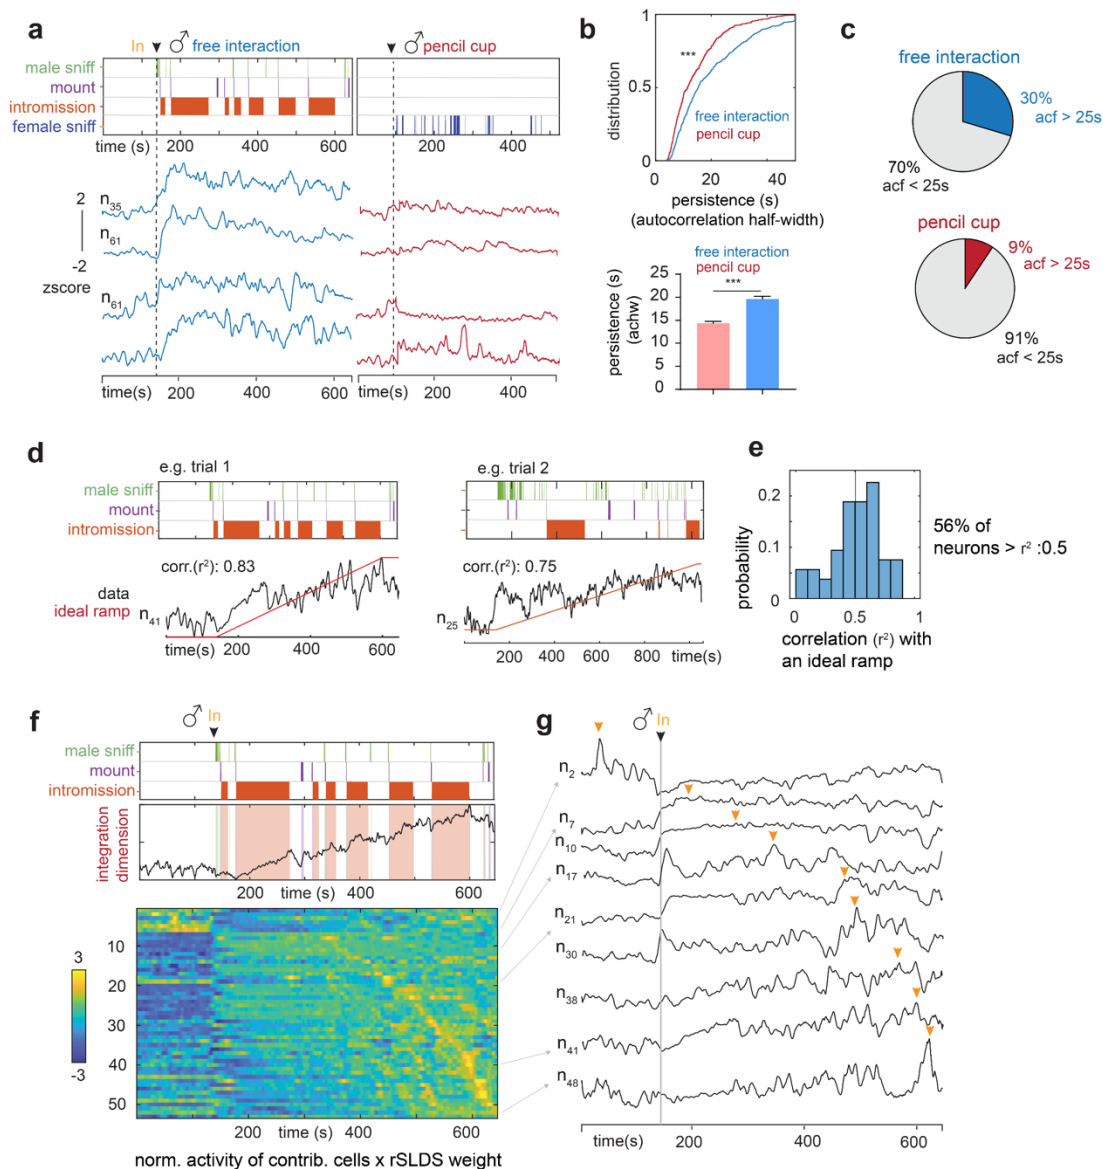 a
In ♂ free interaction
♂ pencil cup
male sniff
mount
intromission
female sniff
time (s) 200 400 600
0 200 400
2
-2
zscore
n35
n61
n61
time(s) 200 400 600
time(s) 200 400
b
1
0.5
0
distribution
***
free interaction
pencil cup
0 20 40
persistence (s)
(autocorrelation half-width)
free interaction
pencil cup
***
25
20
15
10
5
0
persistence (s)
(achw)
c
free interaction
30%
acf > 25s
70%
acf < 25s
pencil cup
9%
acf > 25s
91%
acf < 25s
d
e.g. trial 1
male sniff
mount
intromission
corr.(r²): 0.83
data
ideal ramp
n41
time(s) 200 400 600
e.g. trial 2
corr.(r²): 0.75
n25
200 400 600 800 time(s)
e
0.2
0.1
0
probability
0 0.5 1
correlation (r²) with
an ideal ramp
56% of
neurons > r² :0.5
f
♂ In
male sniff
mount
intromission
integration
dimension
200 time (s) 400 600
3
-3
10
20
30
40
50
200 time (s) 400 600
norm. activity of contrib. cells x rSLDS weight
g
♂ In
n2
n7
n10
n17
n21
n30
n38
n41
n48
time(s) 200 400 600